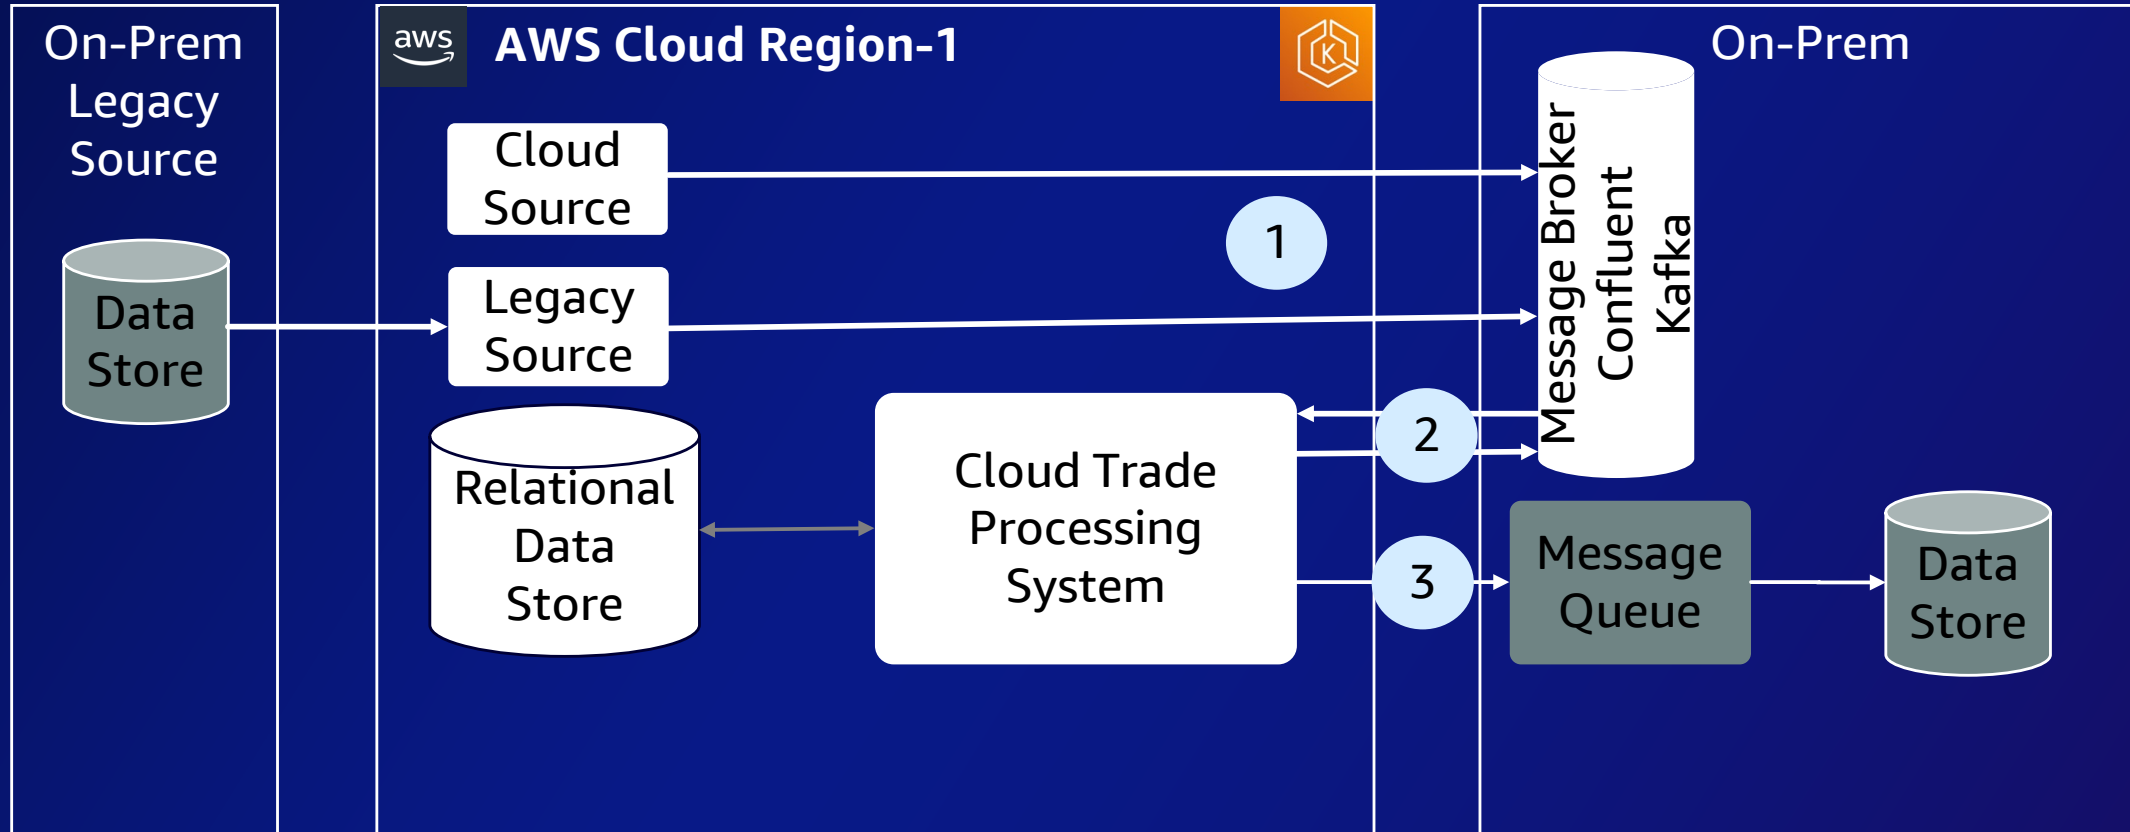 On-Prem
Legacy
Source
Data
Store
aws
AWS Cloud Region-1
K
Cloud
Source
Legacy
Source
Relational
Data
Store
Cloud Trade
Processing
System
1
2
3
On-Prem
Message Broker
Confluent
Kafka
Message
Queue
Data
Store